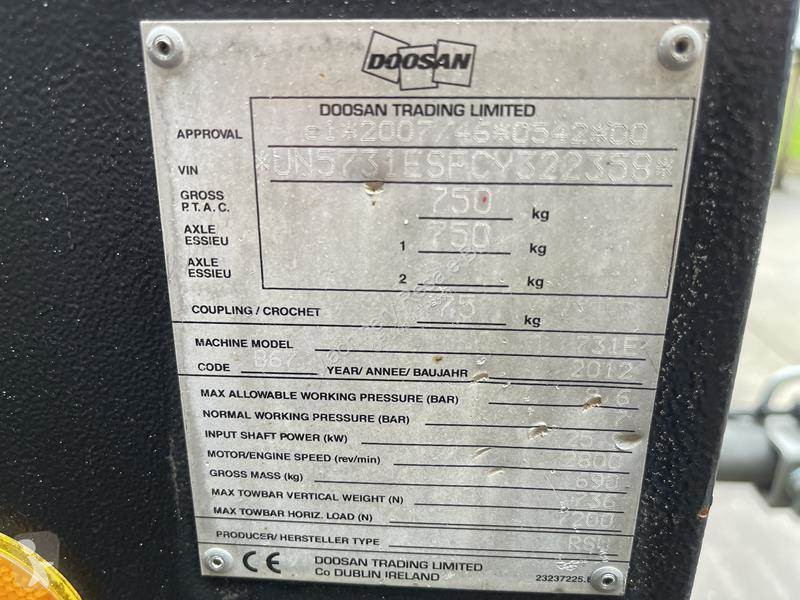 DOOSAN
DOOSAN TRADING LIMITED
APPROVAL e1*2007/46*0542*00
VIN *UN5731ESFCY322358*
GROSS P.T.A.C. 750 kg
AXLE ESSIEU 1 750 kg
AXLE ESSIEU 2 kg
COUPLING / CROCHET 75 kg
MACHINE MODEL 731E
CODE YEAR/ ANNEE/ BAUJAHR 2012
MAX ALLOWABLE WORKING PRESSURE (BAR)
NORMAL WORKING PRESSURE (BAR) 7
INPUT SHAFT POWER (kW)
MOTOR/ENGINE SPEED (rev/min) 2800
GROSS MASS (kg) 690
MAX TOWBAR VERTICAL WEIGHT (N) 736
MAX TOWBAR HORIZ. LOAD (N) 7200
PRODUCER/ HERSTELLER TYPE
CE DOOSAN TRADING LIMITED
Co DUBLIN IRELAND 23237225.